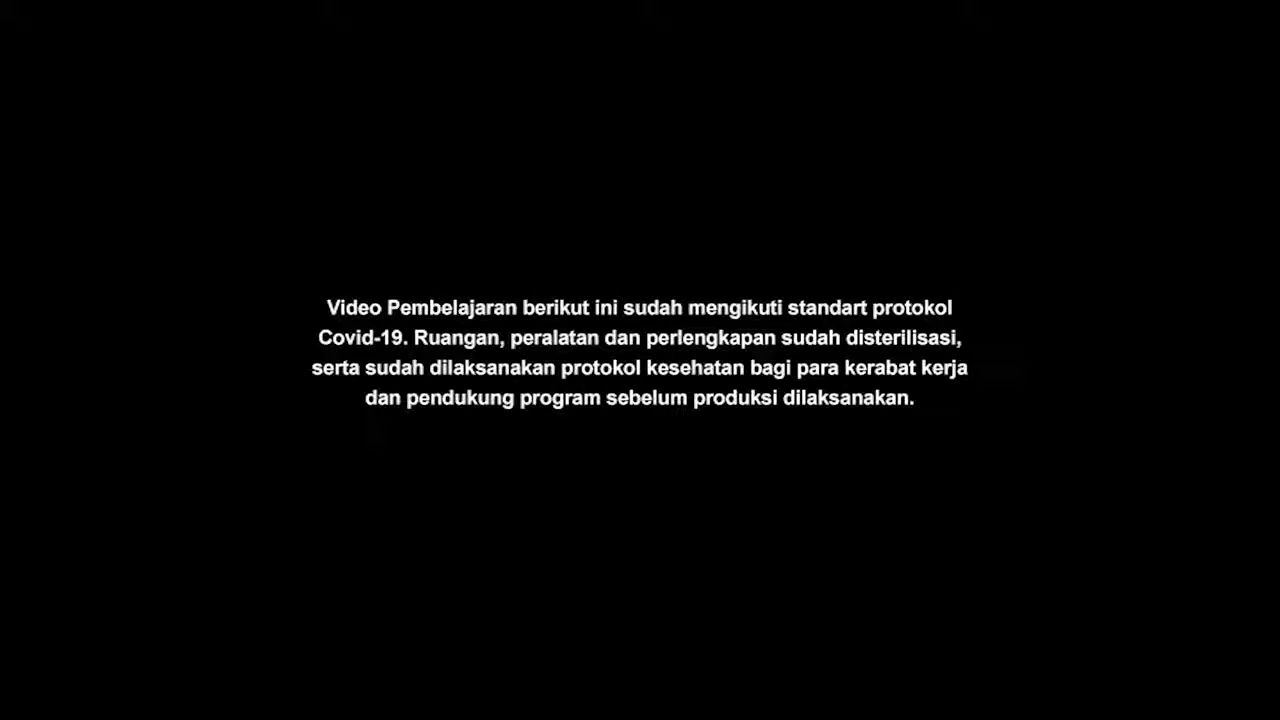 Video Pembelajaran berikut ini sudah mengikuti standart protokol
Covid-19. Ruangan, peralatan dan perlengkapan sudah disterilisasi,
serta sudah dilaksanakan protokol kesehatan bagi para kerabat kerja
dan pendukung program sebelum produksi dilaksanakan.